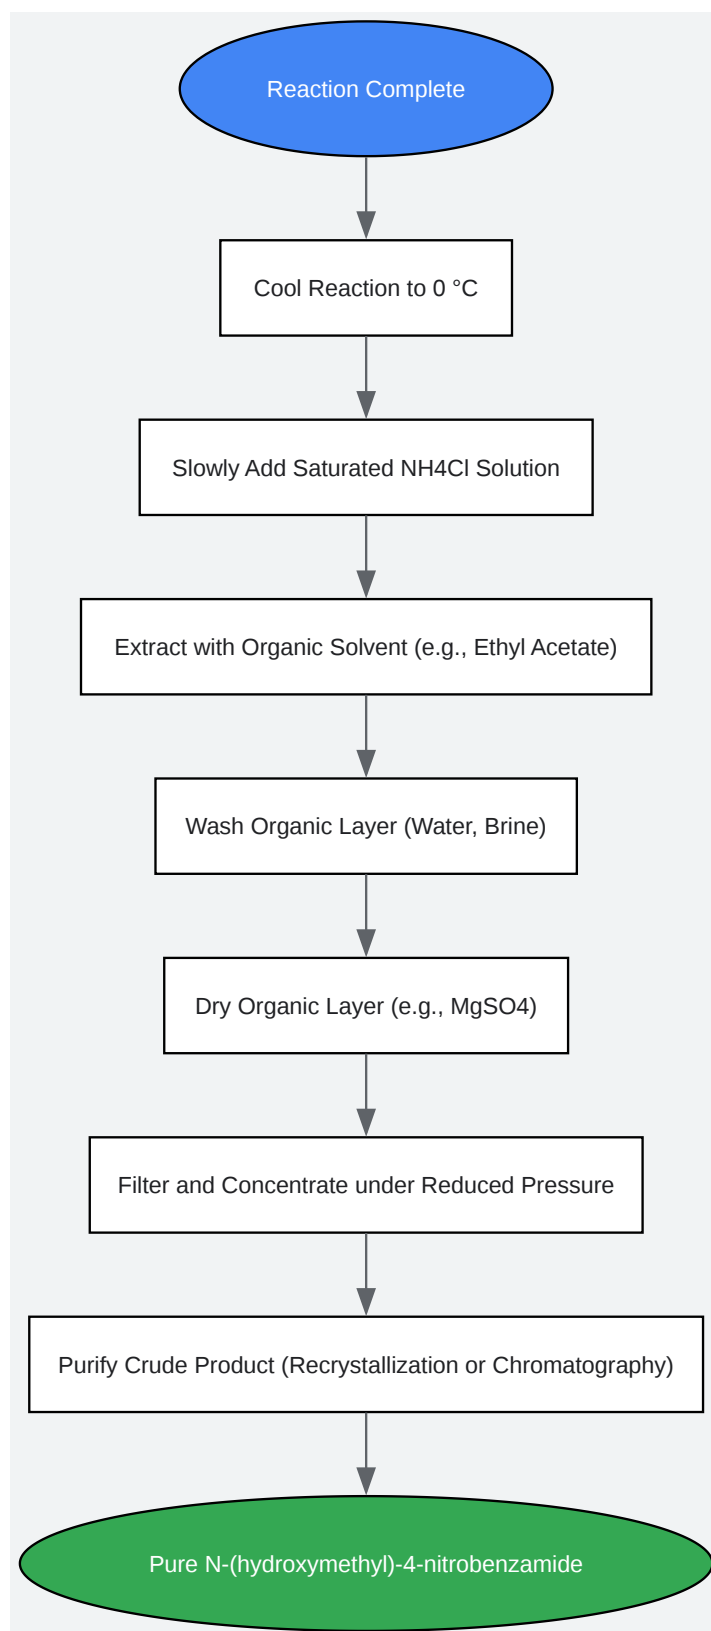 Reaction Complete
Cool Reaction to 0 °C
Slowly Add Saturated NH4Cl Solution
Extract with Organic Solvent (e.g., Ethyl Acetate)
Wash Organic Layer (Water, Brine)
Dry Organic Layer (e.g., MgSO4)
Filter and Concentrate under Reduced Pressure
Purify Crude Product (Recrystallization or Chromatography)
Pure N-(hydroxymethyl)-4-nitrobenzamide